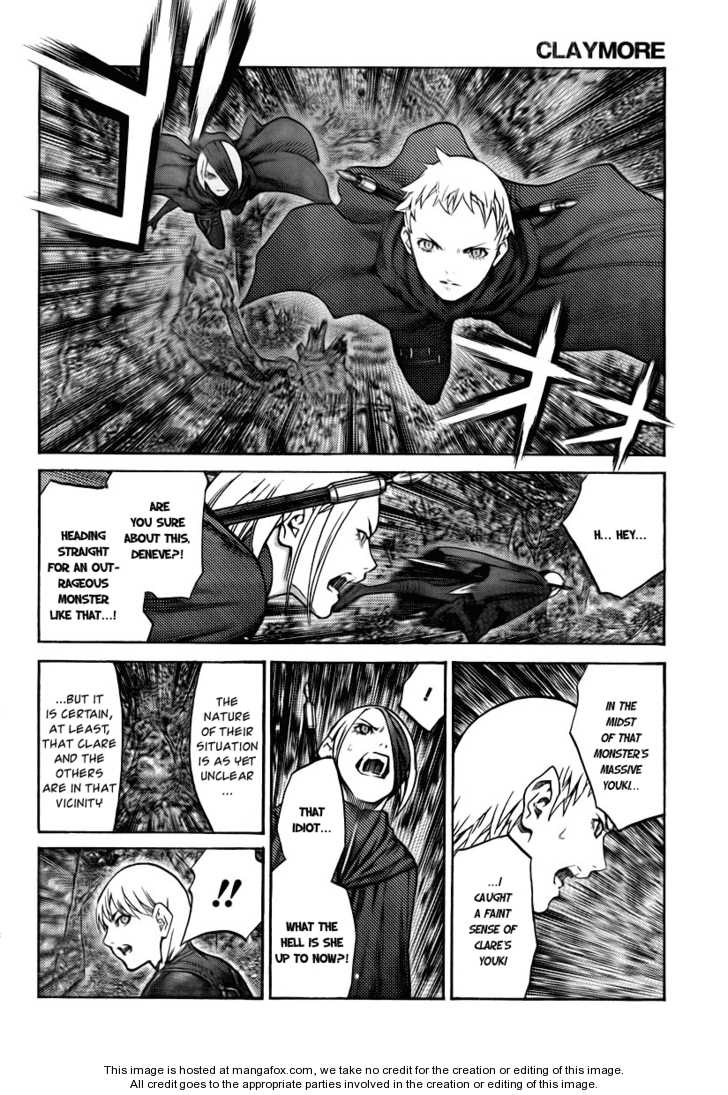 CLAYMORE
ゴ
オオ
H... HEY...
ARE
YOU SURE
ABOUT THIS,
DENEVE?!
HEADING
STRAIGHT
FOR AN OUT-
RAGEOUS
MONSTER
LIKE THAT...!
IN THE
MIDST
OF THAT
MONSTER'S
MASSIVE
YOUKI...
...I
CAUGHT
A FAINT
SENSE OF
CLARE'S
YOUKI
!
THAT
IDIOT...
WHAT THE
HELL IS SHE
UP TO NOW?!
THE
NATURE
OF THEIR
SITUATION
IS AS YET
UNCLEAR
...
...BUT IT
IS CERTAIN,
AT LEAST,
THAT CLARE
AND THE
OTHERS
ARE IN THAT
VICINITY
!!
This image is hosted at mangafox.com, we take no credit for the creation or editing of this image.
All credit goes to the appropriate parties involved in the creation or editing of this image.